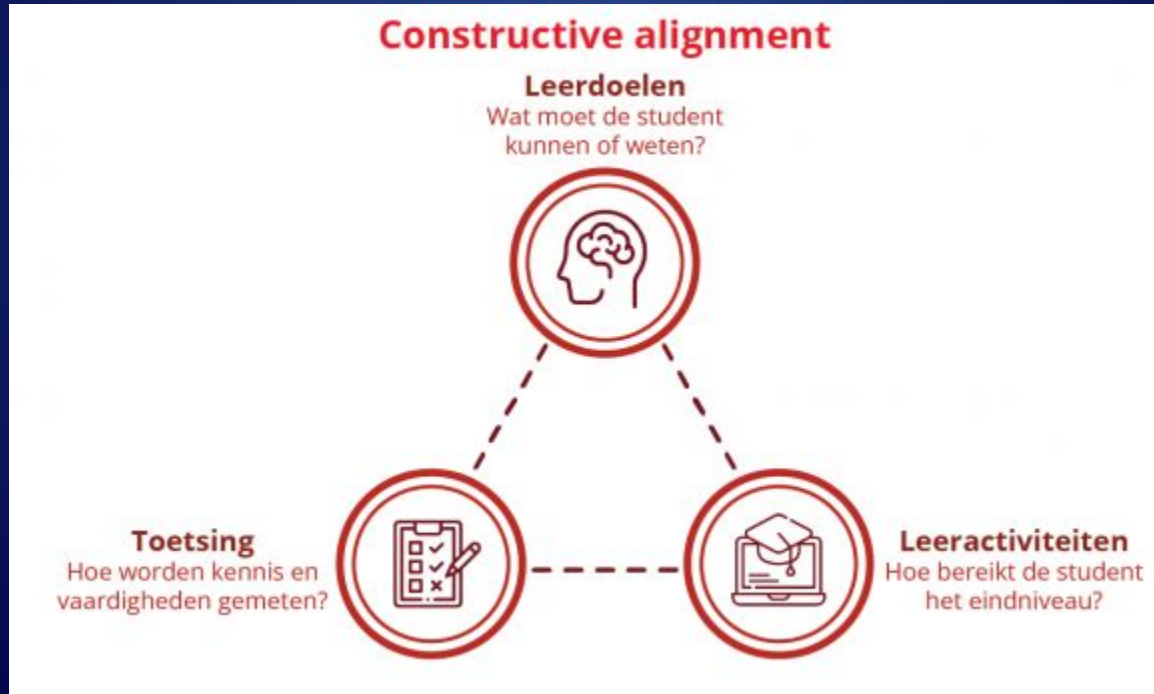 Constructive alignment
Leerdoelen
Wat moet de student
kunnen of weten?
Toetsing
Hoe worden kennis en
vaardigheden gemeten?
Leeractiviteiten
Hoe bereikt de student
het eindniveau?